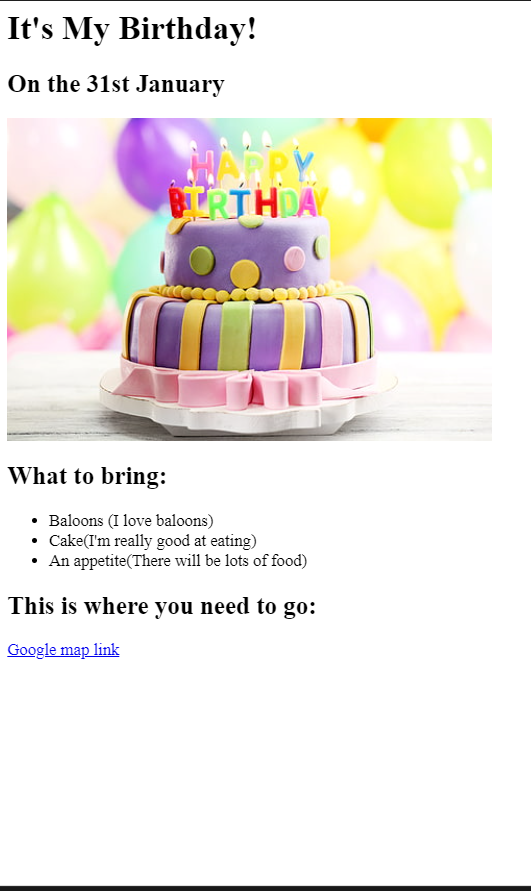 It's My Birthday!
On the 31st January
HAPPY
BIRTHDAY
What to bring:
Baloons (I love baloons)
Cake(I'm really good at eating)
An appetite(There will be lots of food)
This is where you need to go:
Google map link